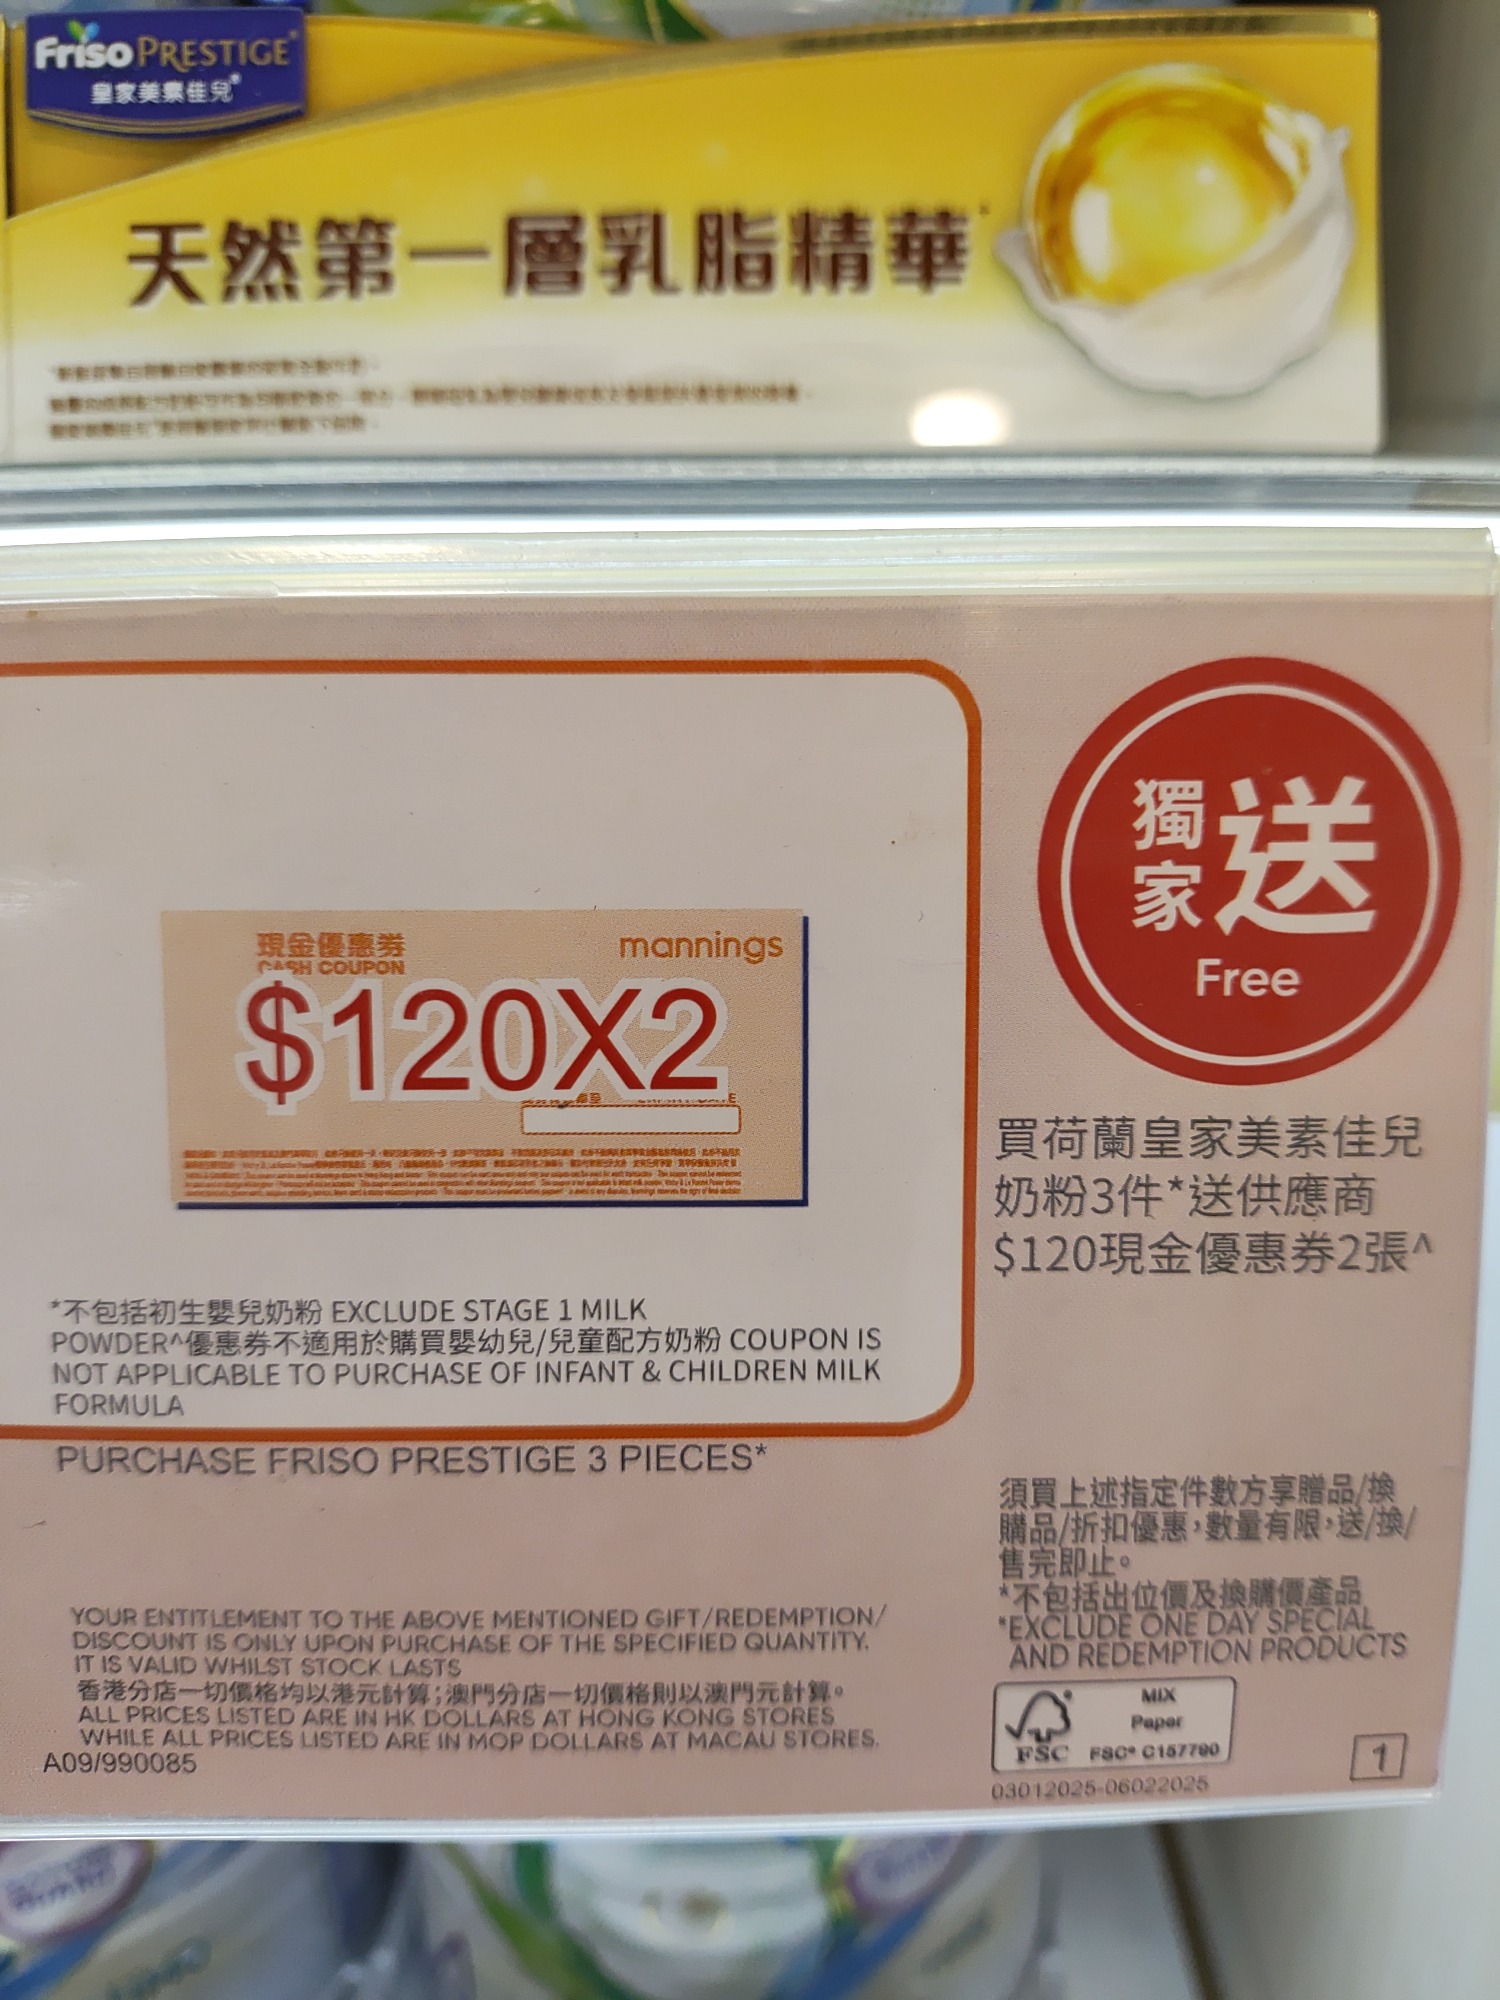 Friso PRESTIGE
皇家美素佳兒
天然第一層乳脂精華
現金優惠券
CASH COUPON
mannings
$120X2
獨家
送
Free
買荷蘭皇家美素佳兒
奶粉3件*送供應商
$120現金優惠券2張^
*不包括初生嬰兒奶粉 EXCLUDE STAGE 1 MILK
POWDER^優惠券不適用於購買嬰幼兒/兒童配方奶粉 COUPON IS
NOT APPLICABLE TO PURCHASE OF INFANT & CHILDREN MILK
FORMULA
PURCHASE FRISO PRESTIGE 3 PIECES*
須買上述指定件數方享贈品/換
購品/折扣優惠，數量有限，送/換/
售完即止。
*不包括出位價及換購價產品
*EXCLUDE ONE DAY SPECIAL
AND REDEMPTION PRODUCTS
YOUR ENTITLEMENT TO THE ABOVE MENTIONED GIFT/REDEMPTION/
DISCOUNT IS ONLY UPON PURCHASE OF THE SPECIFIED QUANTITY.
IT IS VALID WHILST STOCK LASTS
香港分店一切價格均以港元計算；澳門分店一切價格則以澳門元計算。
ALL PRICES LISTED ARE IN HK DOLLARS AT HONG KONG STORES
WHILE ALL PRICES LISTED ARE IN MOP DOLLARS AT MACAU STORES.
A09/990085
FSC
MIX
Paper
FSC® C157790
03012025-06022025
1